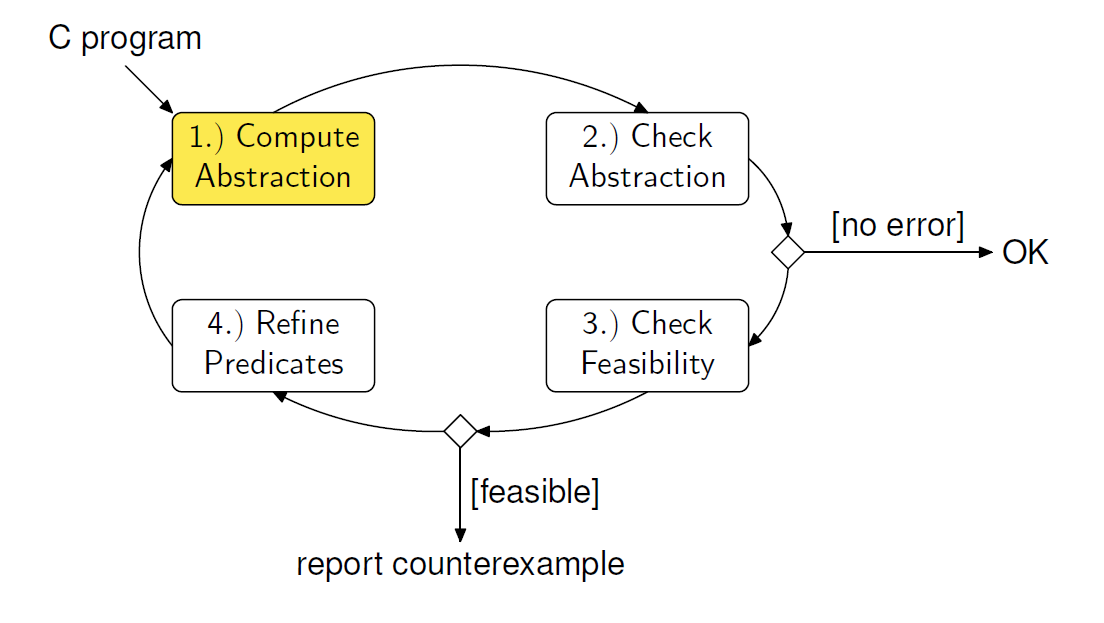 C program
1.) Compute
Abstraction
2.) Check
Abstraction
[no error]
OK
4.) Refine
Predicates
3.) Check
Feasibility
[feasible]
report counterexample